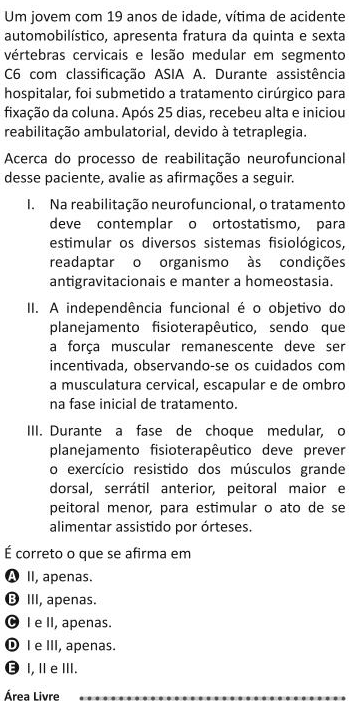 Um jovem com 19 anos de idade, vítima de acidente
automobilístico, apresenta fratura da quinta e sexta
vértebras cervicais e lesão medular em segmento
C6 com classificação ASIA A. Durante assistência
hospitalar, foi submetido a tratamento cirúrgico para
fixação da coluna. Após 25 dias, recebeu alta e iniciou
reabilitação ambulatorial, devido à tetraplegia.
Acerca do processo de reabilitação neurofuncional
desse paciente, avalie as afirmações a seguir.
I. Na reabilitação neurofuncional, o tratamento
deve contemplar o ortostatismo, para
estimular os diversos sistemas fisiológicos,
readaptar o organismo às condições
antigravitacionais e manter a homeostasia.
II. A independência funcional é o objetivo do
planejamento fisioterapêutico, sendo que
a força muscular remanescente deve ser
incentivada, observando-se os cuidados com
a musculatura cervical, escapular e de ombro
na fase inicial de tratamento.
III. Durante a fase de choque medular, o
planejamento fisioterapêutico deve prever
o exercício resistido dos músculos grande
dorsal, serrátil anterior, peitoral maior e
peitoral menor, para estimular o ato de se
alimentar assistido por órteses.
É correto o que se afirma em
A II, apenas.
B III, apenas.
C I e II, apenas.
D I e III, apenas.
E I, II e III.
Área Livre